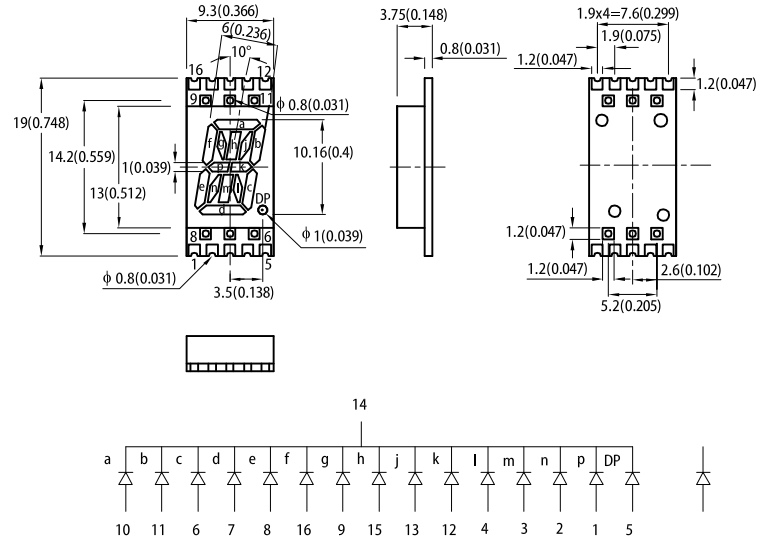 9.3(0.366)
6(0.236)
10°
16
12
9
11
19(0.748)
14.2(0.559)
13(0.512)
1(0.039)
ϕ 0.8(0.031)
10.16(0.4)
a
f
g
h
j
b
p
k
e
n
m
l
c
d
DP
8
6
1
5
ϕ 1(0.039)
ϕ 0.8(0.031)
3.5(0.138)
3.75(0.148)
0.8(0.031)
1.9x4=7.6(0.299)
1.9(0.075)
1.2(0.047)
1.2(0.047)
1.2(0.047)
1.2(0.047)
2.6(0.102)
5.2(0.205)
14
a b c d e f g h j k l m n p DP
10 11 6 7 8 16 9 15 13 12 4 3 2 1 5